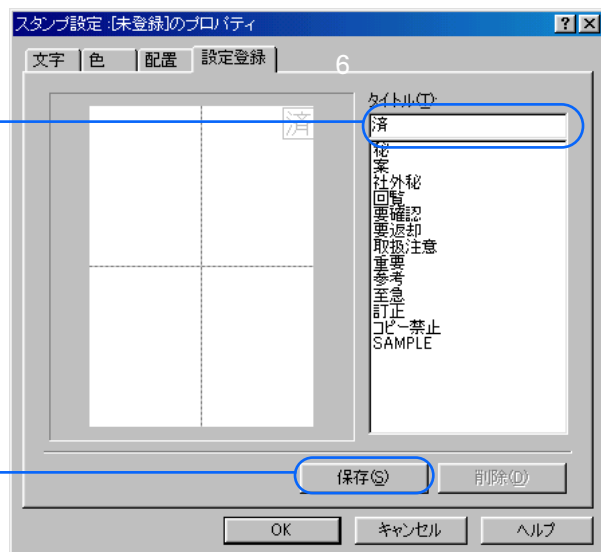 スタンプ設定:[未登録]のプロパティ
文字 色 配置 設定登録
6
タイトル(T):
済
済
秘
案
社外秘
回覧
要確認
要返却
取扱注意
重要
参考
至急
訂正
コピー禁止
SAMPLE
保存(S) 削除(D)
OK キャンセル ヘルプ